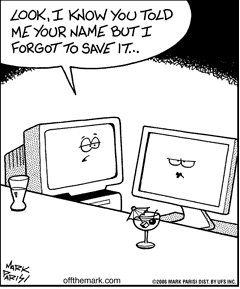 LOOK, I KNOW YOU TOLD
ME YOUR NAME BUT I
FORGOT TO SAVE IT...
MARK
PARISI
offthemark.com
©2006 MARK PARISI DIST. BY UFS INC.